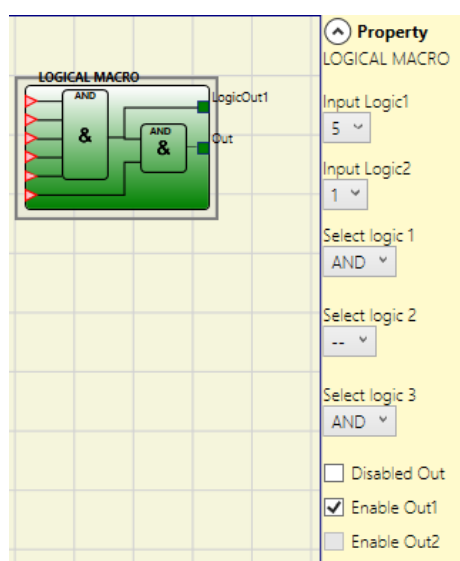 LOGICAL MACRO
AND
&
LogicOut1
AND
&
Out
Property
LOGICAL MACRO
Input Logic1
5
Input Logic2
1
Select logic 1
AND
Select logic 2
--
Select logic 3
AND
Disabled Out
Enable Out1
Enable Out2